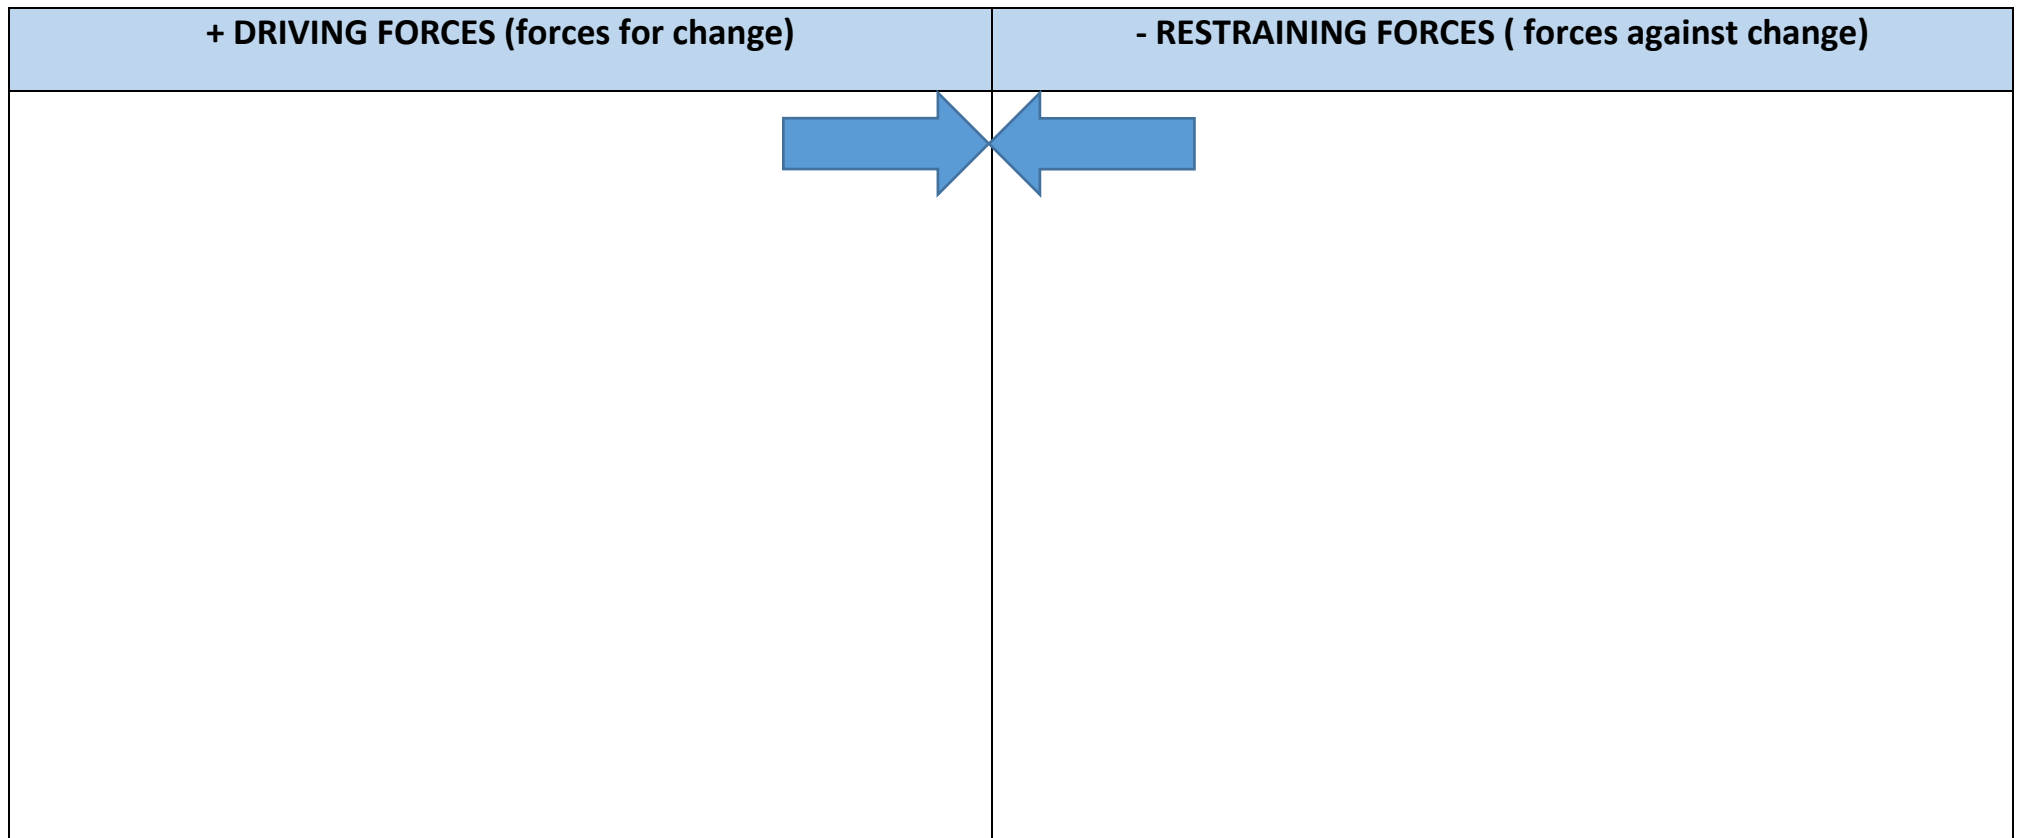 + DRIVING FORCES (forces for change)
- RESTRAINING FORCES ( forces against change)